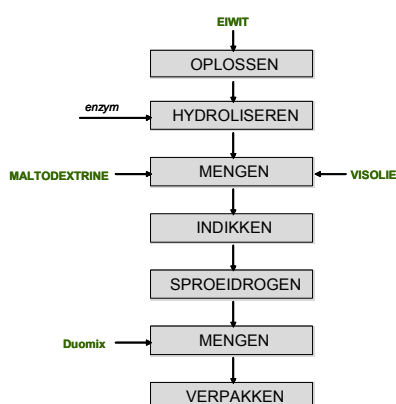 EIWIT
OPLOSSEN
enzym
HYDROLISEREN
MALTODEXTRINE
MENGEN
VISOLIE
INDIKKEN
SPROEIDROGEN
Duomix
MENGEN
VERPAKKEN